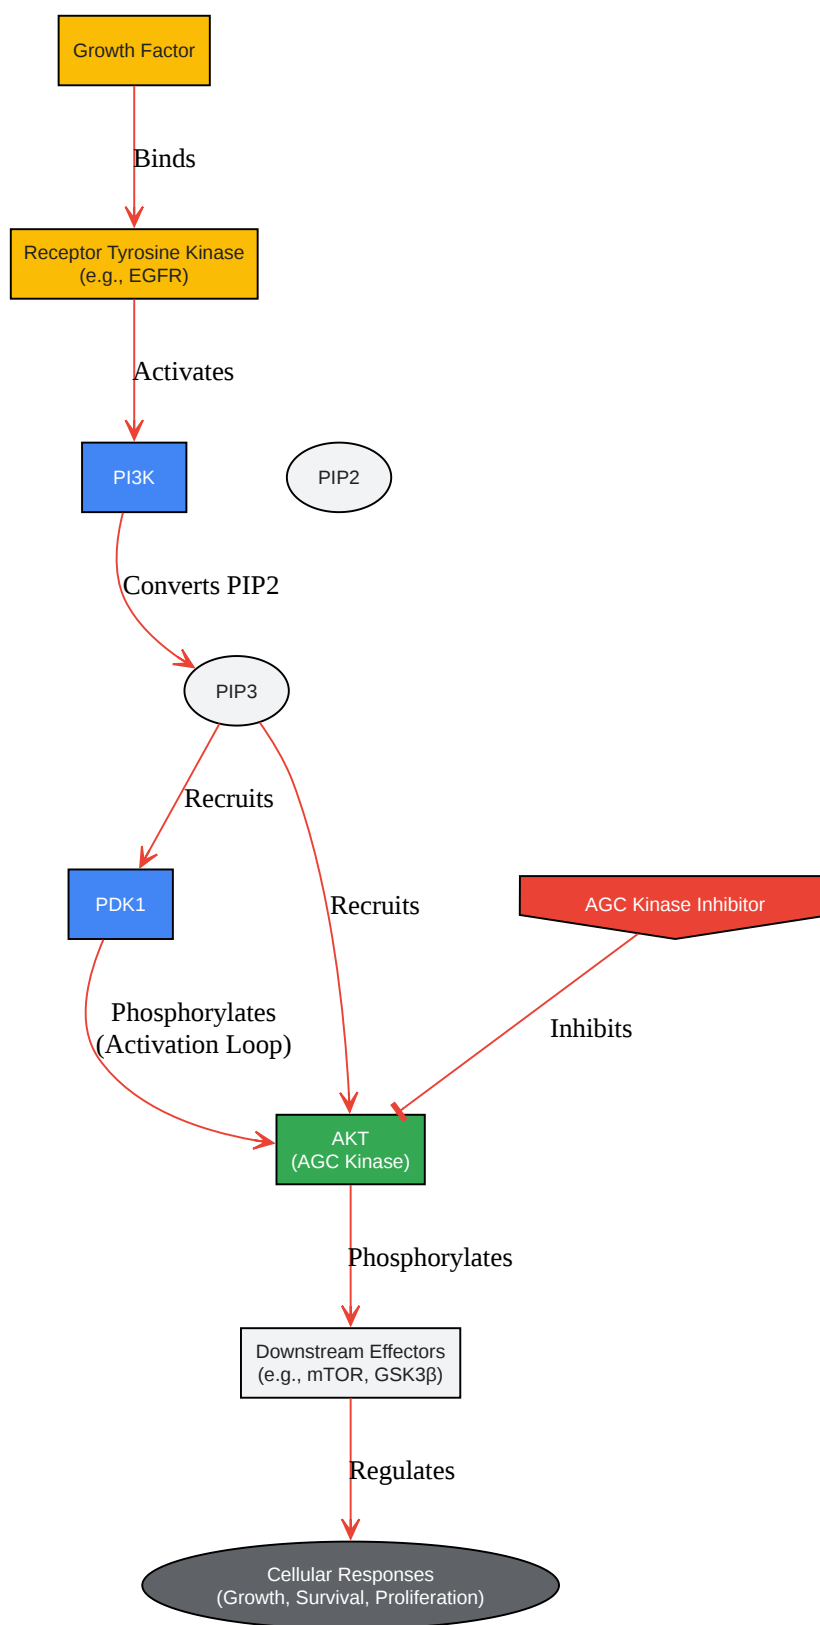 Growth Factor
Binds
Receptor Tyrosine Kinase
(e.g., EGFR)
Activates
PI3K
PIP2
Converts PIP2
PIP3
Recruits
PDK1
Recruits
AGC Kinase Inhibitor
Phosphorylates
(Activation Loop)
Inhibits
AKT
(AGC Kinase)
Phosphorylates
Downstream Effectors
(e.g., mTOR, GSK3β)
Regulates
Cellular Responses
(Growth, Survival, Proliferation)